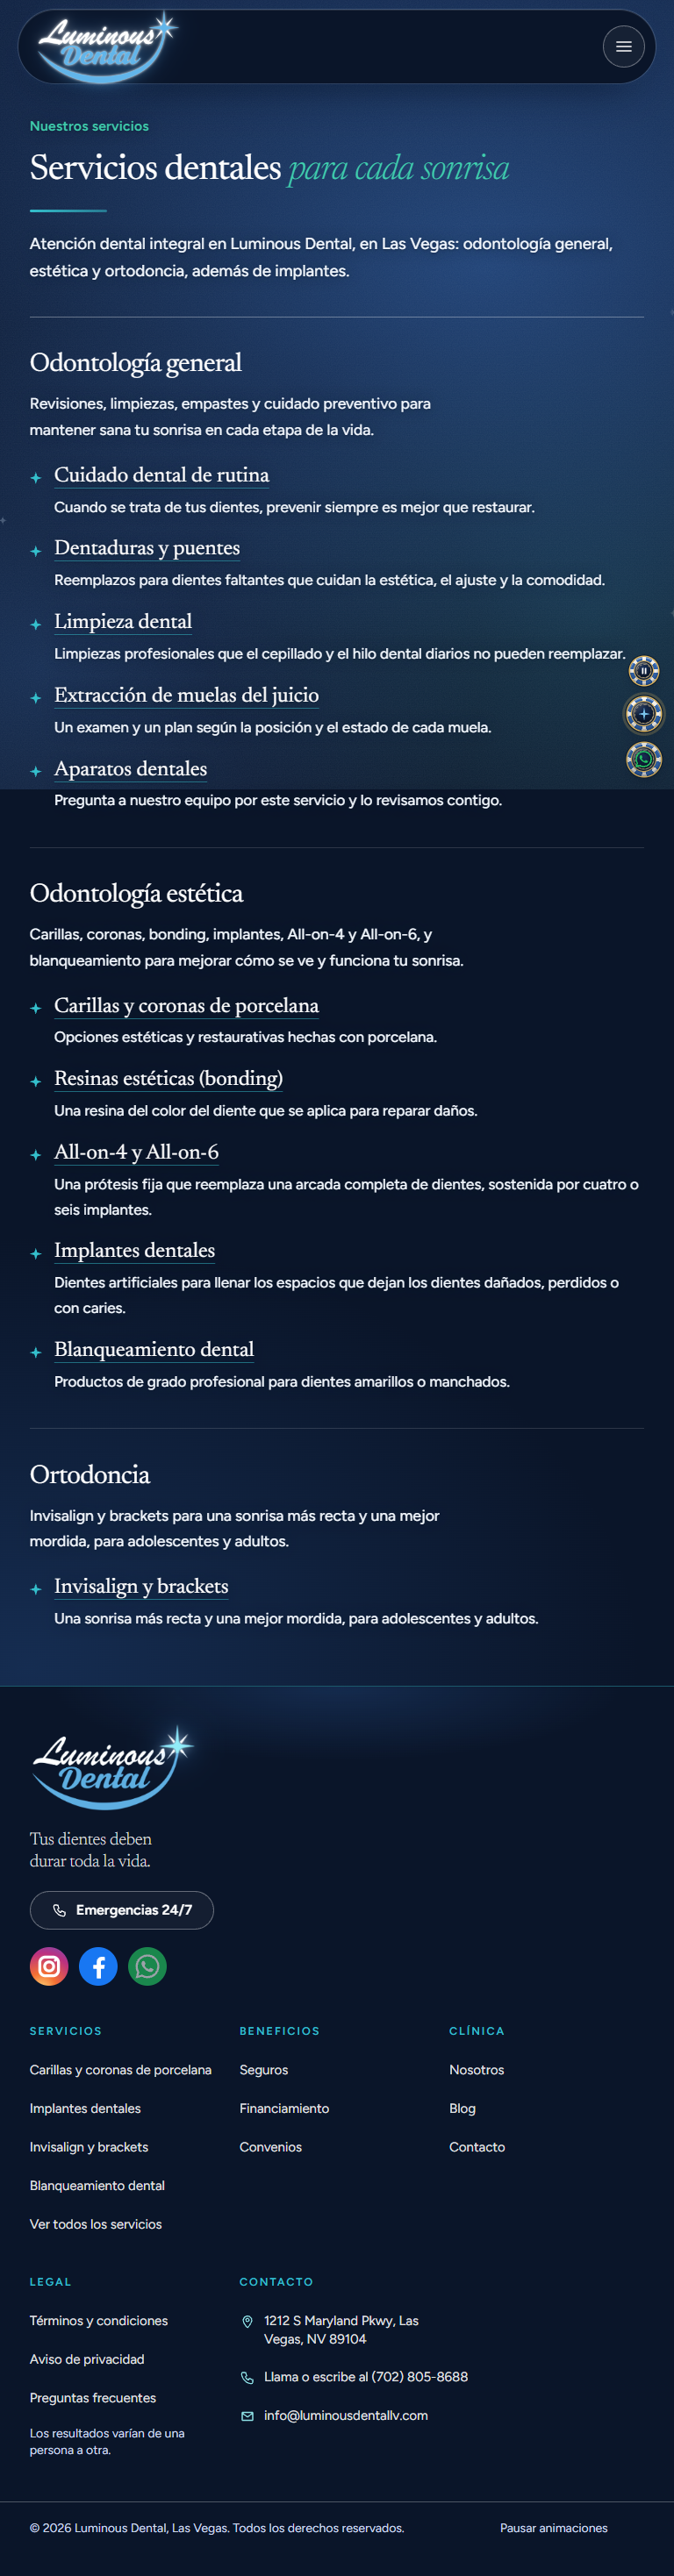 Luminous
Dental
Nuestros servicios
Servicios dentales para cada sonrisa
Atención dental integral en Luminous Dental, en Las Vegas: odontología general,
estética y ortodoncia, además de implantes.
Odontología general
Revisiones, limpiezas, empastes y cuidado preventivo para
mantener sana tu sonrisa en cada etapa de la vida.
Cuidado dental de rutina
Cuando se trata de tus dientes, prevenir siempre es mejor que restaurar.
Dentaduras y puentes
Reemplazos para dientes faltantes que cuidan la estética, el ajuste y la comodidad.
Limpieza dental
Limpiezas profesionales que el cepillado y el hilo dental diarios no pueden reemplazar.
Extracción de muelas del juicio
Un examen y un plan según la posición y el estado de cada muela.
Aparatos dentales
Pregunta a nuestro equipo por este servicio y lo revisamos contigo.
Odontología estética
Carillas, coronas, bonding, implantes, All-on-4 y All-on-6, y
blanqueamiento para mejorar cómo se ve y funciona tu sonrisa.
Carillas y coronas de porcelana
Opciones estéticas y restaurativas hechas con porcelana.
Resinas estéticas (bonding)
Una resina del color del diente que se aplica para reparar daños.
All-on-4 y All-on-6
Una prótesis fija que reemplaza una arcada completa de dientes, sostenida por cuatro o
seis implantes.
Implantes dentales
Dientes artificiales para llenar los espacios que dejan los dientes dañados, perdidos o
con caries.
Blanqueamiento dental
Productos de grado profesional para dientes amarillos o manchados.
Ortodoncia
Invisalign y brackets para una sonrisa más recta y una mejor
mordida, para adolescentes y adultos.
Invisalign y brackets
Una sonrisa más recta y una mejor mordida, para adolescentes y adultos.
Luminous
Dental
Tus dientes deben
durar toda la vida.
Emergencias 24/7
SERVICIOS
Carillas y coronas de porcelana
Implantes dentales
Invisalign y brackets
Blanqueamiento dental
Ver todos los servicios
BENEFICIOS
Seguros
Financiamiento
Convenios
CLÍNICA
Nosotros
Blog
Contacto
LEGAL
Términos y condiciones
Aviso de privacidad
Preguntas frecuentes
Los resultados varían de una
persona a otra.
CONTACTO
1212 S Maryland Pkwy, Las
Vegas, NV 89104
Llama o escribe al (702) 805-8688
info@luminousdentallv.com
© 2026 Luminous Dental, Las Vegas. Todos los derechos reservados.
Pausar animaciones